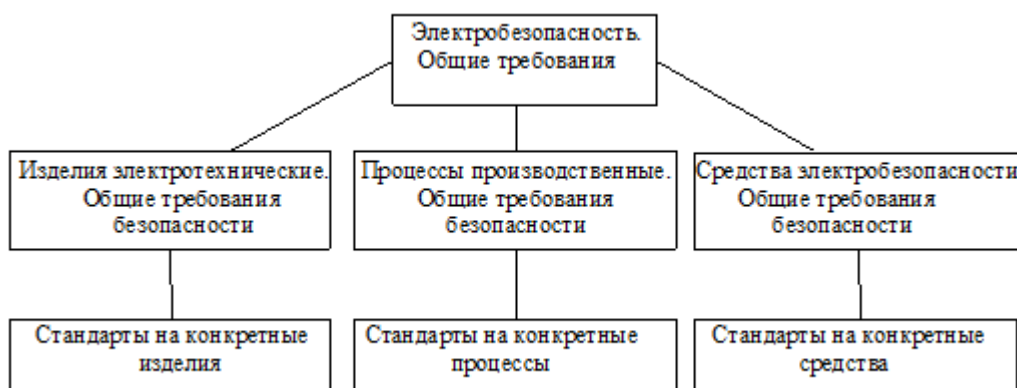 Электробезопасность.
Общие требования
Изделия электротехнические.
Общие требования
безопасности
Процессы производственные.
Общие требования
безопасности
Средства электробезопасности
Общие требования
безопасности
Стандарты на конкретные
изделия
Стандарты на конкретные
процессы
Стандарты на конкретные
средства